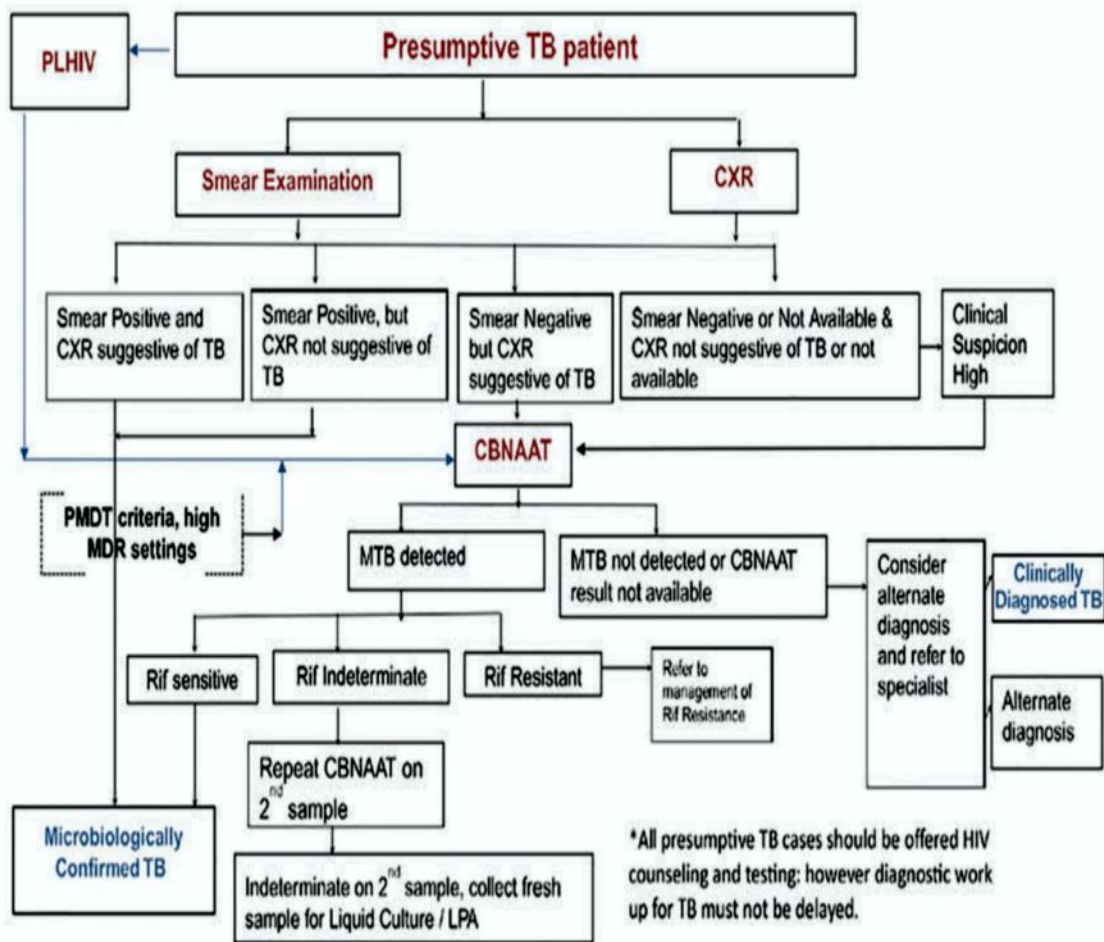 Presumptive TB patient
PLHIV
Smear Examination
CXR
Smear Positive and
CXR suggestive of TB
Smear Positive, but
CXR not suggestive of
TB
Smear Negative
but CXR
suggestive of TB
Smear Negative or Not Available &
CXR not suggestive of TB or not
available
Clinical
Suspicion
High
CBNAAT
PMDT criteria, high
MDR settings
MTB detected
MTB not detected or CBNAAT
result not available
Consider
alternate
diagnosis
and refer to
specialist
Clinically
Diagnosed TB
Alternate
diagnosis
Rif sensitive
Rif Indeterminate
Rif Resistant
Refer to
management of
Rif Resistance
Repeat CBNAAT on
2nd sample
Microbiologically
Confirmed TB
Indeterminate on 2nd sample, collect fresh
sample for Liquid Culture / LPA
*All presumptive TB cases should be offered HIV
counseling and testing: however diagnostic work
up for TB must not be delayed.